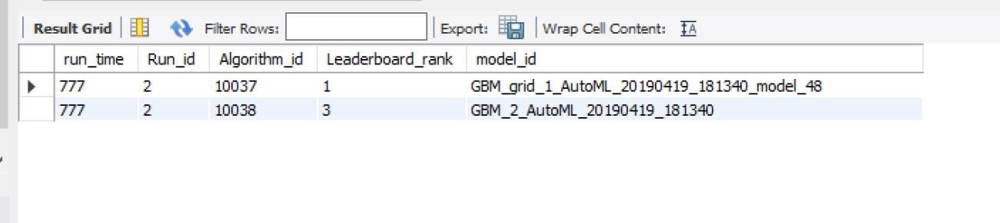 Result Grid Filter Rows: Export: Wrap Cell Content: IA
run_time Run_id Algorithm_id Leaderboard_rank model_id
777 2 10037 1 GBM_grid_1_AutoML_20190419_181340_model_48
777 2 10038 3 GBM_2_AutoML_20190419_181340